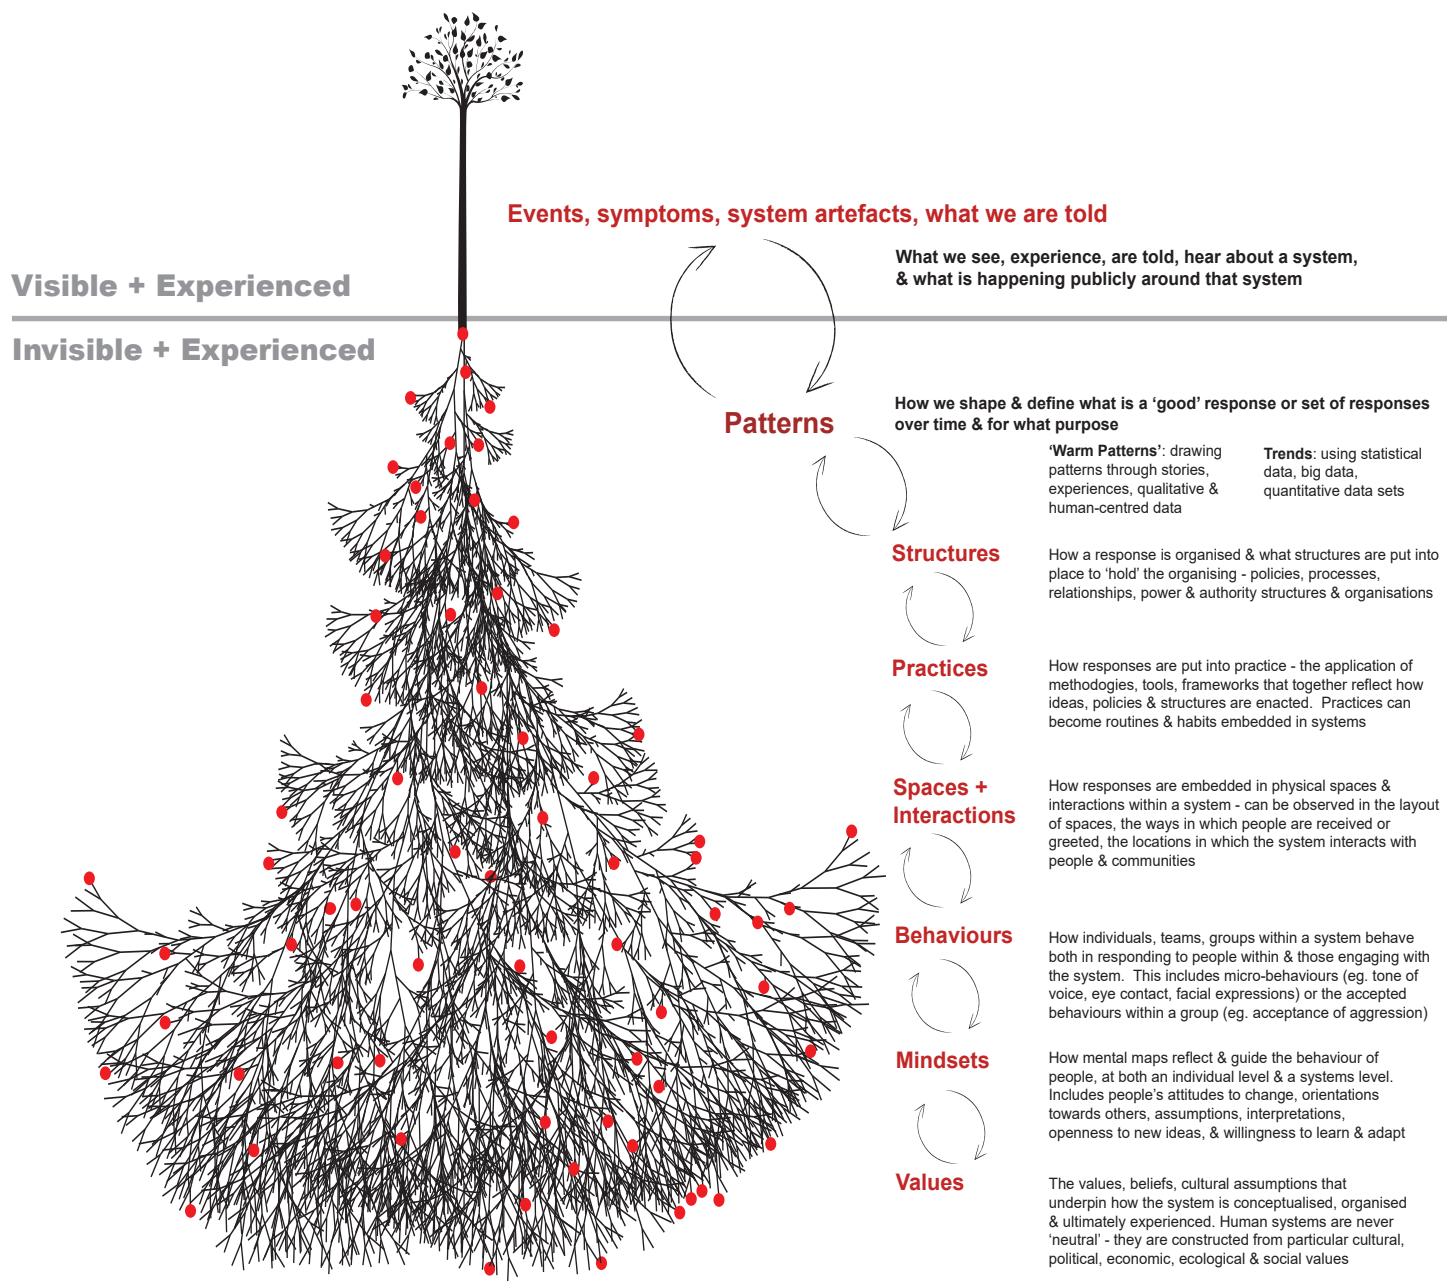 Events, symptoms, system artefacts, what we are told
What we see, experience, are told, hear about a system,
& what is happening publicly around that system
Visible + Experienced
Invisible + Experienced
Patterns
How we shape & define what is a ‘good’ response or set of responses
over time & for what purpose
‘Warm Patterns’: drawing
patterns through stories,
experiences, qualitative &
human-centred data
Trends: using statistical
data, big data,
quantitative data sets
Structures
How a response is organised & what structures are put into
place to ‘hold’ the organising - policies, processes,
relationships, power & authority structures & organisations
Practices
How responses are put into practice - the application of
methodogies, tools, frameworks that together reflect how
ideas, policies & structures are enacted.  Practices can
become routines & habits embedded in systems
Spaces +
Interactions
How responses are embedded in physical spaces &
interactions within a system - can be observed in the layout
of spaces, the ways in which people are received or
greeted, the locations in which the system interacts with
people & communities
Behaviours
How individuals, teams, groups within a system behave
both in responding to people within & those engaging with
the system.  This includes micro-behaviours (eg. tone of
voice, eye contact, facial expressions) or the accepted
behaviours within a group (eg. acceptance of aggression)
Mindsets
How mental maps reflect & guide the behaviour of
people, at both an individual level & a systems level.
Includes people’s attitudes to change, orientations
towards others, assumptions, interpretations,
openness to new ideas, & willingness to learn & adapt
Values
The values, beliefs, cultural assumptions that
underpin how the system is conceptualised, organised
& ultimately experienced. Human systems are never
‘neutral’ - they are constructed from particular cultural,
political, economic, ecological & social values